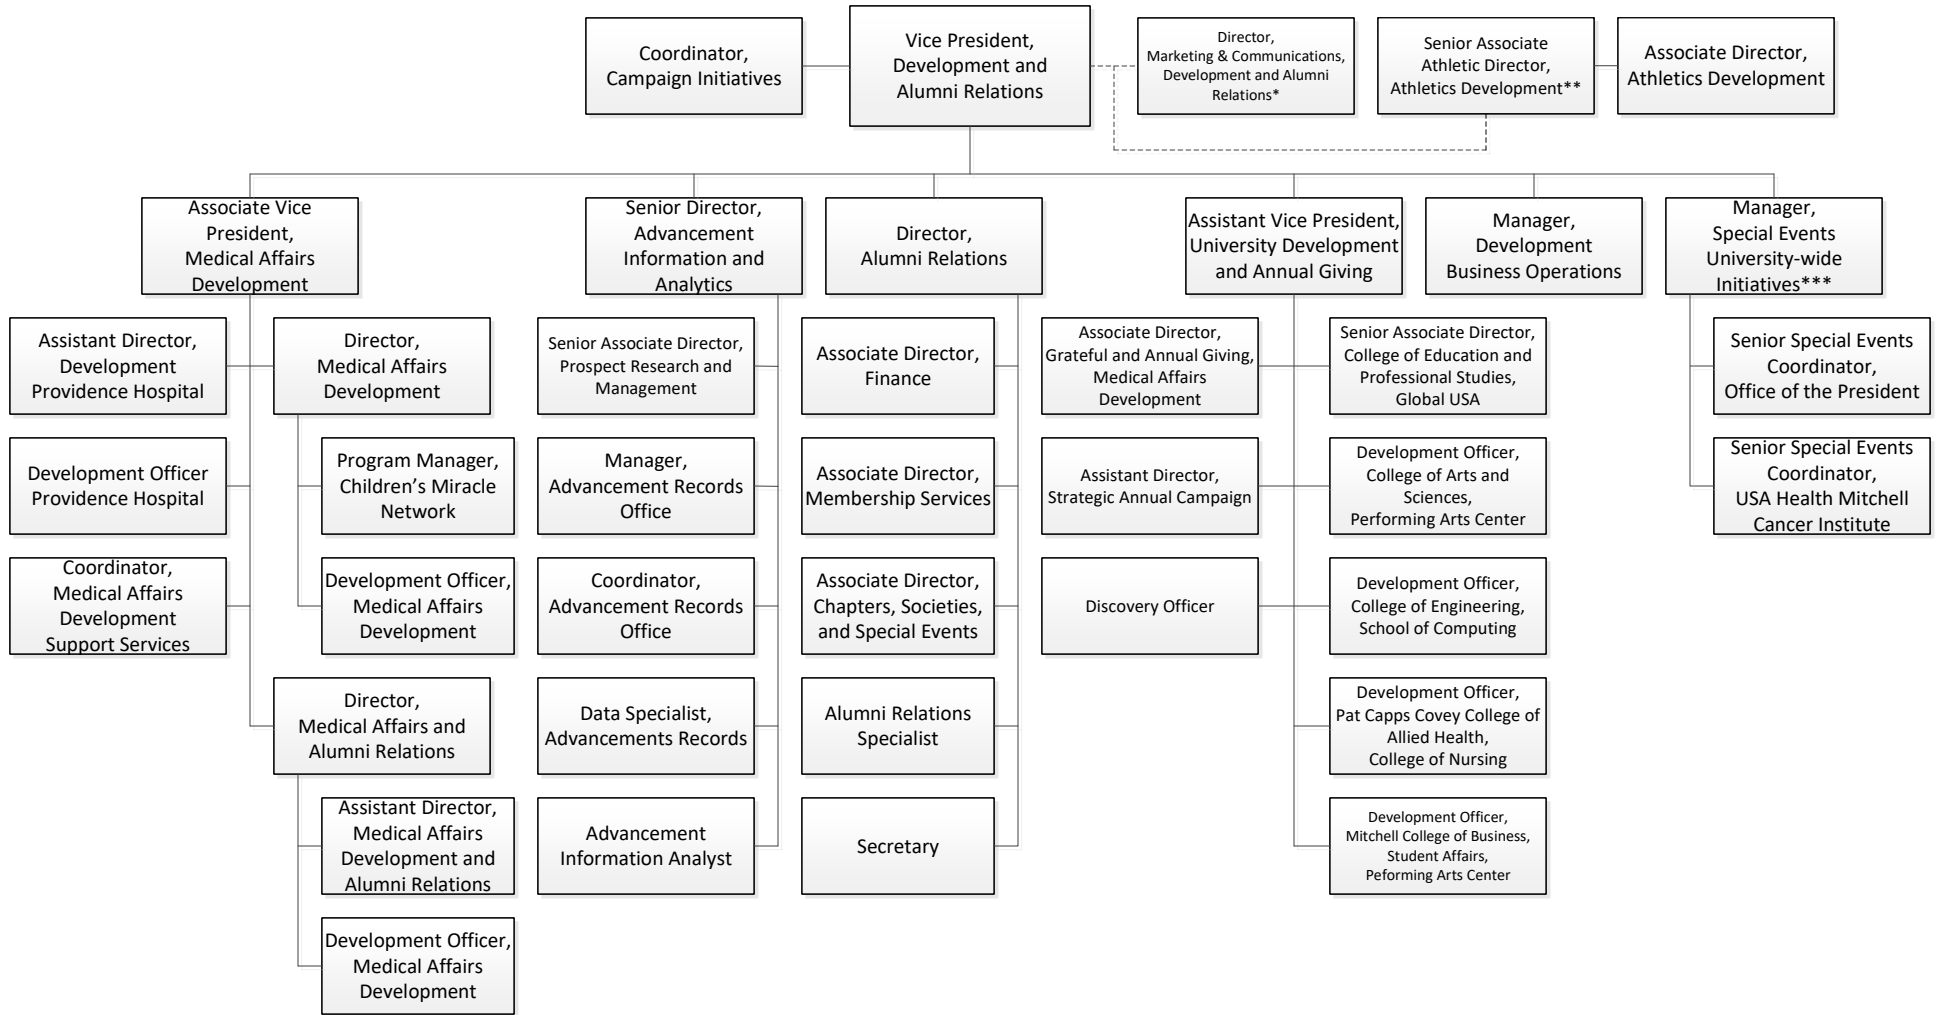 Coordinator,
Campaign Initiatives
Vice President,
Development and
Alumni Relations
Director,
Marketing & Communications,
Development and Alumni
Relations*
Senior Associate
Athletic Director,
Athletics Development**
Associate Director,
Athletics Development
Associate Vice
President,
Medical Affairs
Development
Senior Director,
Advancement
Information and
Analytics
Director,
Alumni Relations
Assistant Vice President,
University Development
and Annual Giving
Manager,
Development
Business Operations
Manager,
Special Events
University-wide
Initiatives***
Assistant Director,
Development
Providence Hospital
Director,
Medical Affairs
Development
Senior Associate Director,
Prospect Research and
Management
Associate Director,
Finance
Associate Director,
Grateful and Annual Giving,
Medical Affairs
Development
Senior Associate Director,
College of Education and
Professional Studies,
Global USA
Senior Special Events
Coordinator,
Office of the President
Development Officer
Providence Hospital
Program Manager,
Children’s Miracle
Network
Manager,
Advancement Records
Office
Associate Director,
Membership Services
Assistant Director,
Strategic Annual Campaign
Development Officer,
College of Arts and
Sciences,
Performing Arts Center
Senior Special Events
Coordinator,
USA Health Mitchell
Cancer Institute
Coordinator,
Medical Affairs
Development
Support Services
Development Officer,
Medical Affairs
Development
Coordinator,
Advancement Records
Office
Associate Director,
Chapters, Societies,
and Special Events
Discovery Officer
Development Officer,
College of Engineering,
School of Computing
Director,
Medical Affairs and
Alumni Relations
Data Specialist,
Advancements Records
Alumni Relations
Specialist
Development Officer,
Pat Capps Covey College of
Allied Health,
College of Nursing
Assistant Director,
Medical Affairs
Development and
Alumni Relations
Advancement
Information Analyst
Secretary
Development Officer,
Mitchell College of Business,
Student Affairs,
Peforming Arts Center
Development Officer,
Medical Affairs
Development